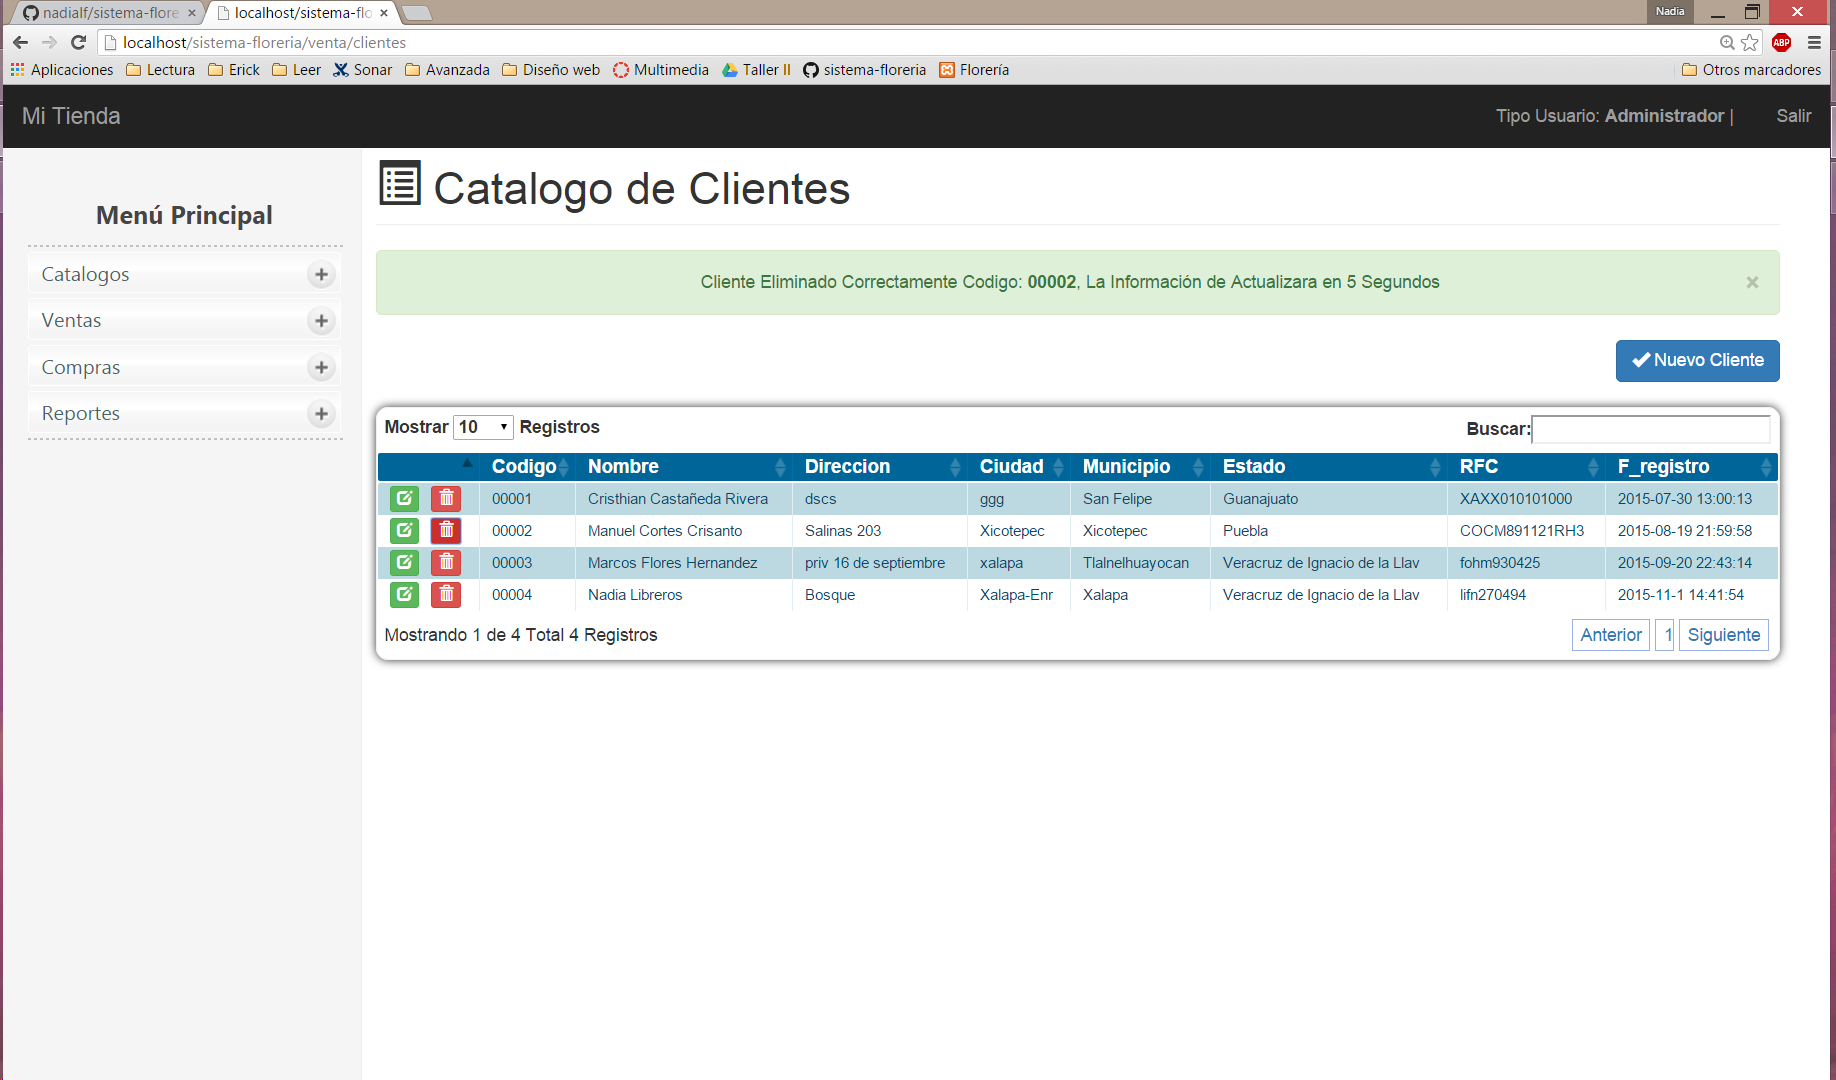 nadialf/sistema-flore
localhost/sistema-flo
Nadia
localhost/sistema-floreria/venta/clientes
ABP
Aplicaciones Lectura Erick Leer Sonar Avanzada Diseño web Multimedia Taller II sistema-floreria Florería Otros marcadores
Mi Tienda
Tipo Usuario: Administrador | Salir
Menú Principal
Catalogos
Ventas
Compras
Reportes
Catalogo de Clientes
Cliente Eliminado Correctamente Codigo: 00002, La Información de Actualizara en 5 Segundos ×
Nuevo Cliente
Mostrar 10 Registros Buscar:
Codigo Nombre Direccion Ciudad Municipio Estado RFC F_registro
00001 Cristhian Castañeda Rivera dscs ggg San Felipe Guanajuato XAXX010101000 2015-07-30 13:00:13
00002 Manuel Cortes Crisanto Salinas 203 Xicotepec Xicotepec Puebla COCM891121RH3 2015-08-19 21:59:58
00003 Marcos Flores Hernandez priv 16 de septiembre xalapa Tlalnelhuayocan Veracruz de Ignacio de la Llav fohm930425 2015-09-20 22:43:14
00004 Nadia Libreros Bosque Xalapa-Enr Xalapa Veracruz de Ignacio de la Llav lifn270494 2015-11-1 14:41:54
Mostrando 1 de 4 Total 4 Registros
Anterior 1 Siguiente